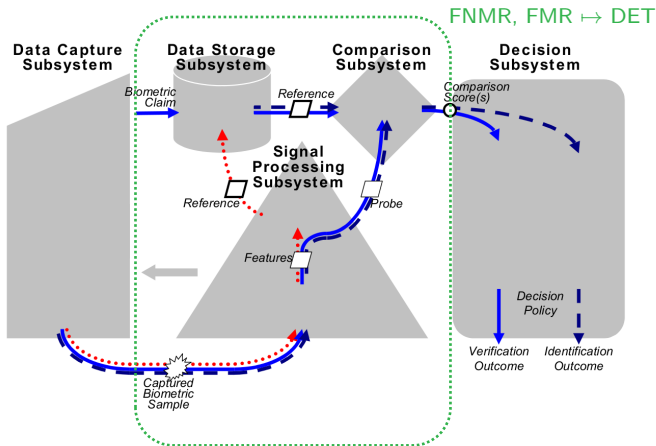 FNMR, FMR ↦ DET
Data Capture
Subsystem
Data Storage
Subsystem
Comparison
Subsystem
Decision
Subsystem
Biometric
Claim
Reference
Comparison
Score(s)
Signal
Processing
Subsystem
Reference
Probe
Features
Decision
Policy
Captured
Biometric
Sample
Verification
Outcome
Identification
Outcome